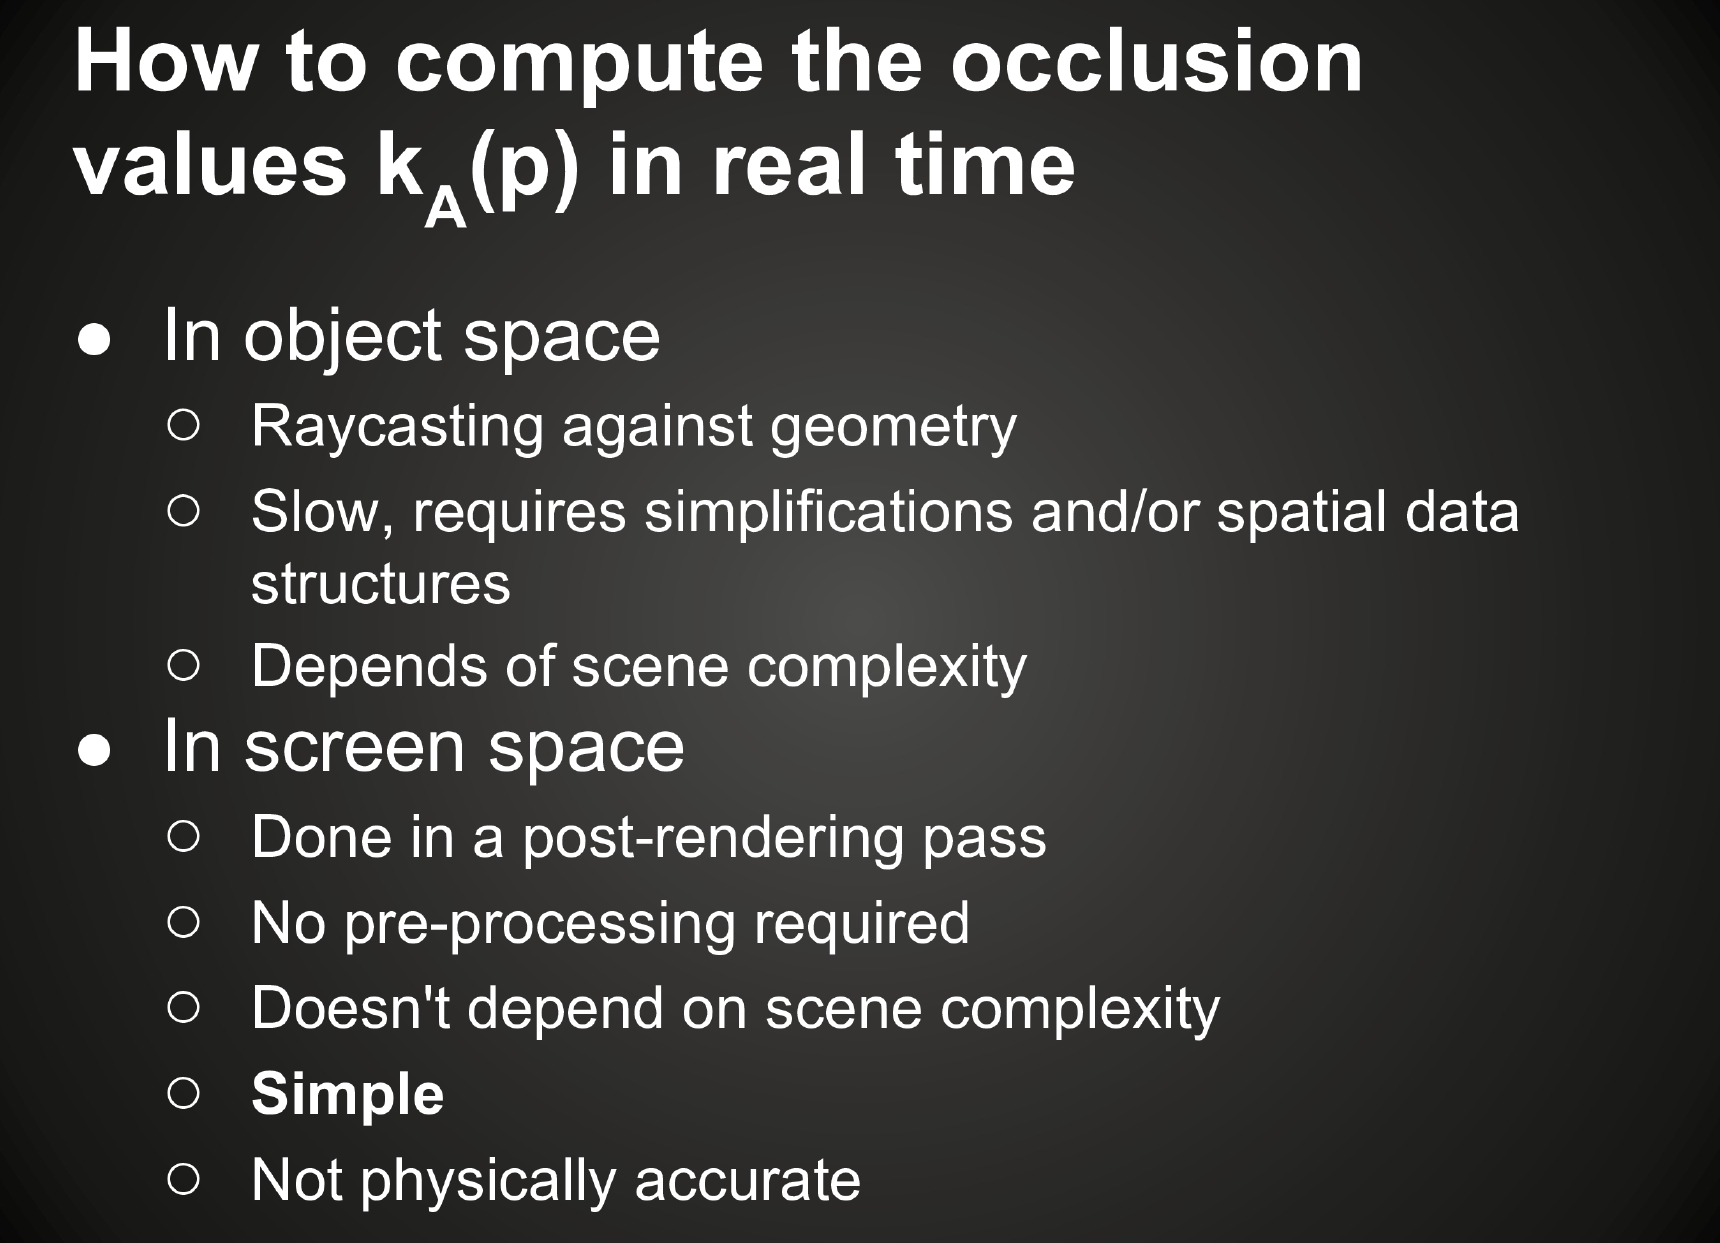 How to compute the occlusion
values kA(p) in real time
● In object space
○ Raycasting against geometry
○ Slow, requires simplifications and/or spatial data
structures
○ Depends of scene complexity
● In screen space
○ Done in a post-rendering pass
○ No pre-processing required
○ Doesn't depend on scene complexity
○ Simple
○ Not physically accurate